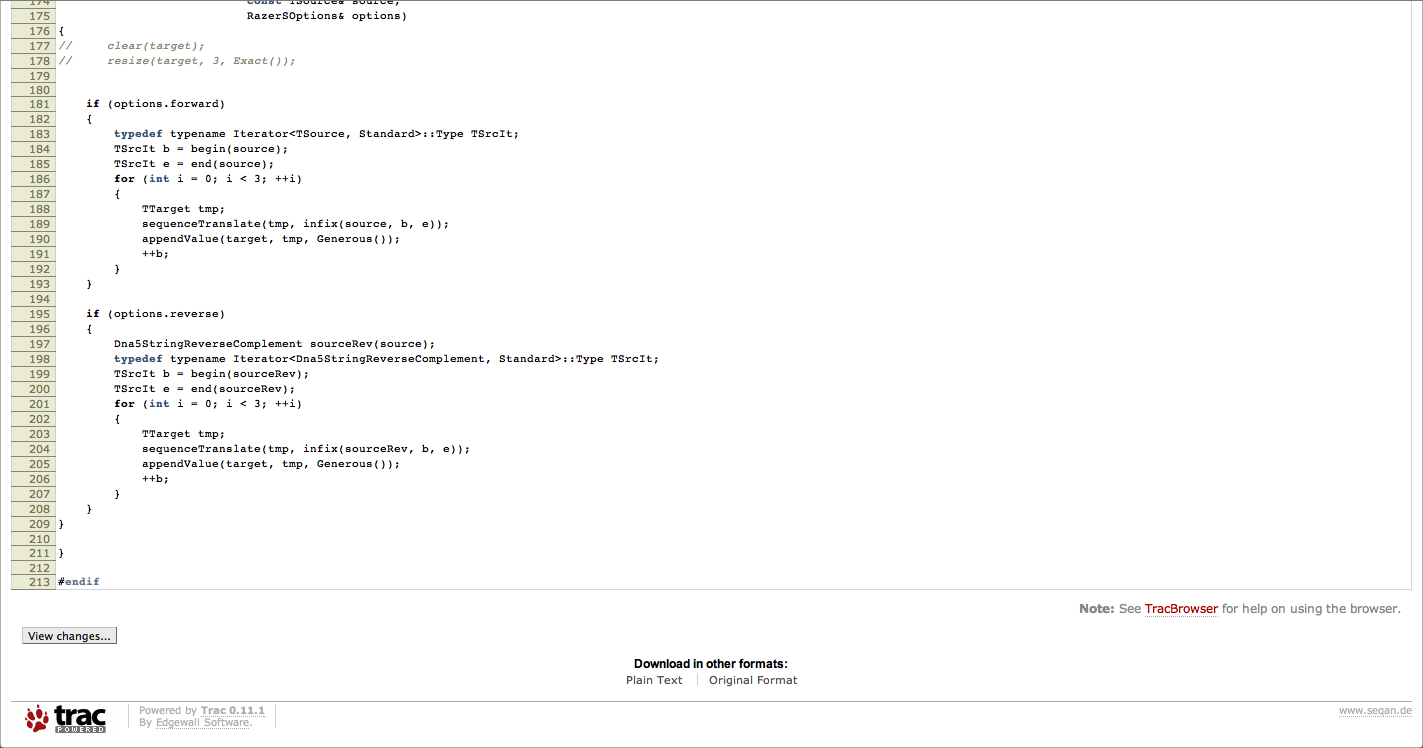 174                        const TSource& source,
175                           RazerSOptions& options)
176 {
177 //     clear(target);
178 //     resize(target, 3, Exact());
179
180
181     if (options.forward)
182     {
183         typedef typename Iterator<TSource, Standard>::Type TSrcIt;
184         TSrcIt b = begin(source);
185         TSrcIt e = end(source);
186         for (int i = 0; i < 3; ++i)
187         {
188             TTarget tmp;
189             sequenceTranslate(tmp, infix(source, b, e));
190             appendValue(target, tmp, Generous());
191             ++b;
192         }
193     }
194
195     if (options.reverse)
196     {
197         Dna5StringReverseComplement sourceRev(source);
198         typedef typename Iterator<Dna5StringReverseComplement, Standard>::Type TSrcIt;
199         TSrcIt b = begin(sourceRev);
200         TSrcIt e = end(sourceRev);
201         for (int i = 0; i < 3; ++i)
202         {
203             TTarget tmp;
204             sequenceTranslate(tmp, infix(sourceRev, b, e));
205             appendValue(target, tmp, Generous());
206             ++b;
207         }
208     }
209 }
210
211 }
212
213 #endif
Note: See TracBrowser for help on using the browser.
View changes...
Download in other formats:
Plain Text
Original Format
trac
POWERED
Powered by Trac 0.11.1
By Edgewall Software.
www.seqan.de